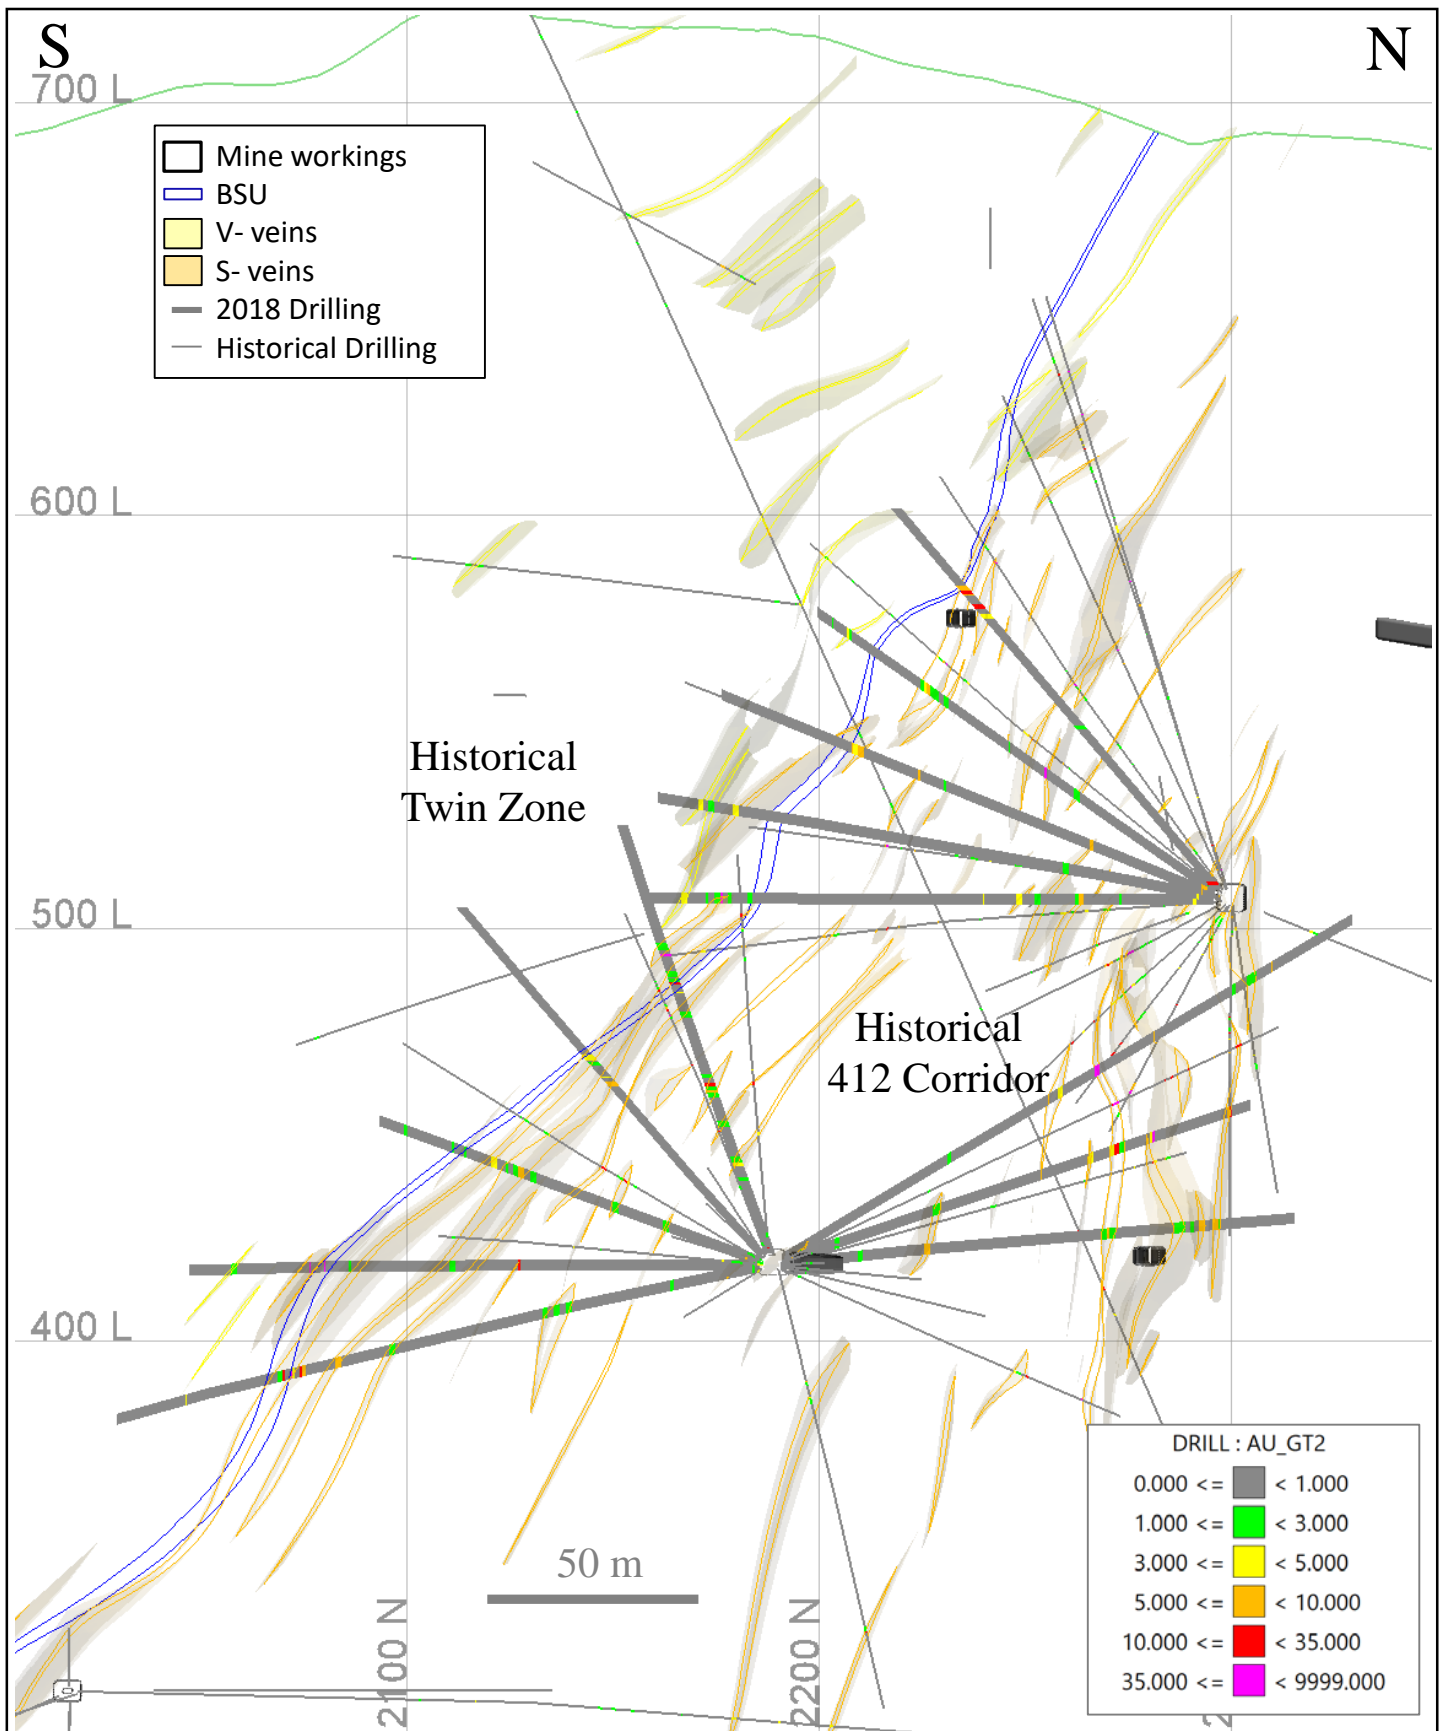 S
N
700 L
Mine workings
BSU
V- veins
S- veins
2018 Drilling
Historical Drilling
600 L
Historical
Twin Zone
500 L
Historical
412 Corridor
400 L
50 m
2100 N
2200 N
DRILL : AU_GT2
0.000 <= < 1.000
1.000 <= < 3.000
3.000 <= < 5.000
5.000 <= < 10.000
10.000 <= < 35.000
35.000 <= < 9999.000